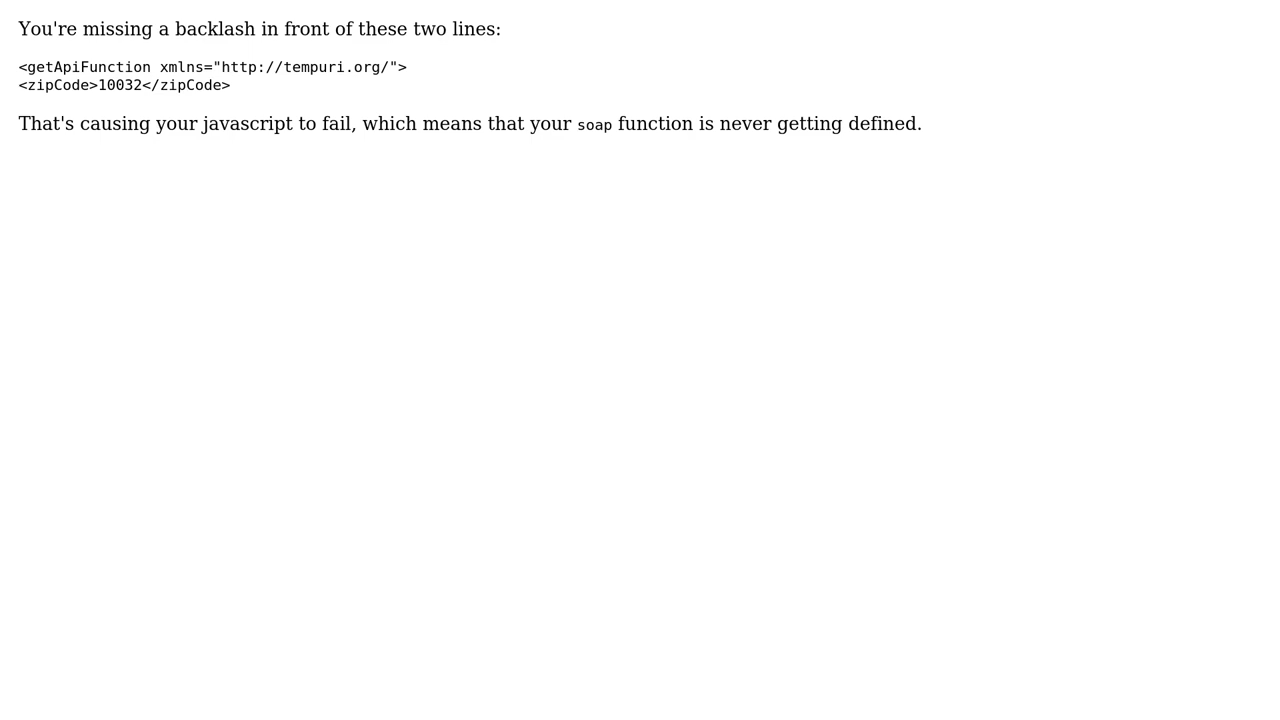 You're missing a backlash in front of these two lines:
<getApiFunction xmlns="http://tempuri.org/">
<zipCode>10032</zipCode>
That's causing your javascript to fail, which means that your soap function is never getting defined.